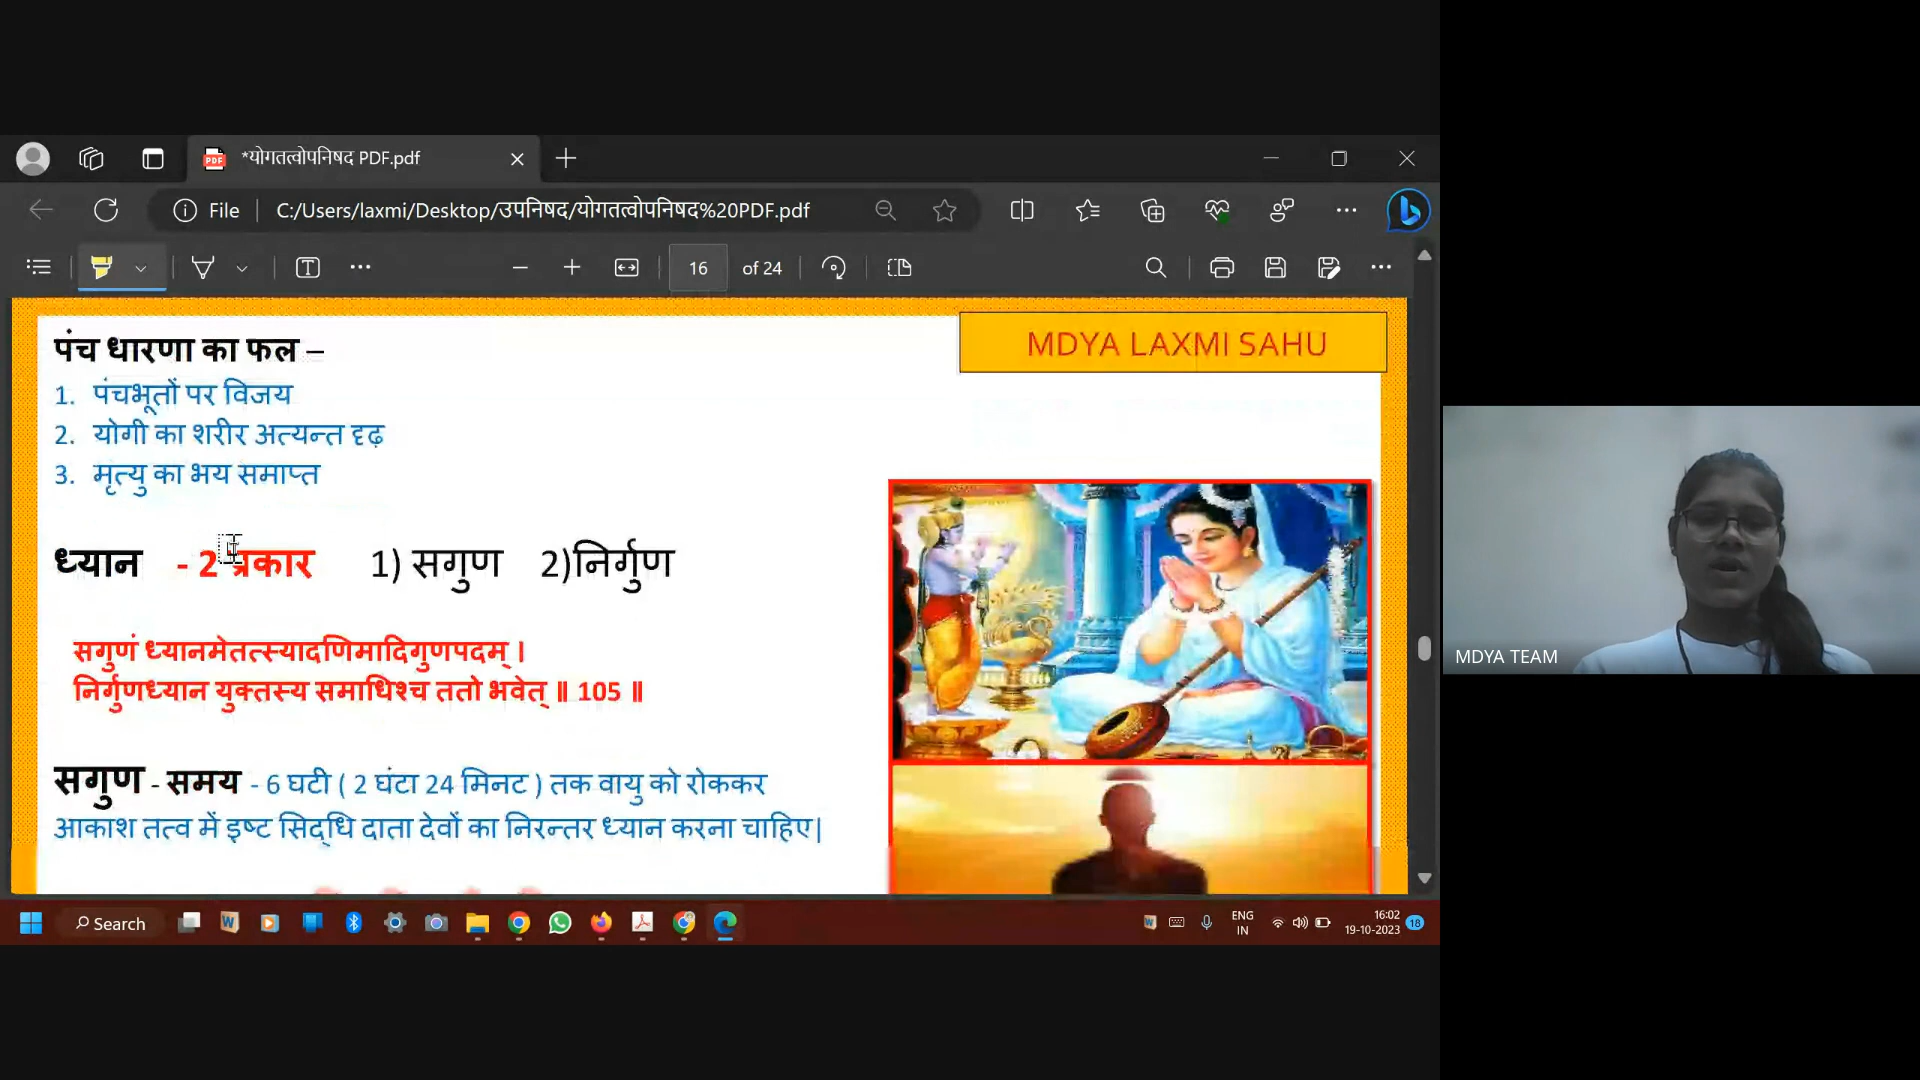 *योगतत्वोपनिषद PDF.pdf
File C:/Users/laxmi/Desktop/उपनिषद/योगतत्वोपनिषद%20PDF.pdf
16 of 24
MDYA LAXMI SAHU
पंच धारणा का फल –
1. पंचभूतों पर विजय
2. योगी का शरीर अत्यन्त दृढ़
3. मृत्यु का भय समाप्त
ध्यान - 2 प्रकार 1) सगुण 2)निर्गुण
सगुणं ध्यानमेतत्स्यादणिमादिगुणपदम् ।
निर्गुणध्यान युक्तस्य समाधिश्च ततो भवेत् ॥ 105 ॥
सगुण - समय - 6 घटी ( 2 घंटा 24 मिनट ) तक वायु को रोककर
आकाश तत्व में इष्ट सिद्धि दाता देवों का निरन्तर ध्यान करना चाहिए|
MDYA TEAM
Search
ENG
IN
16:02
19-10-2023
18